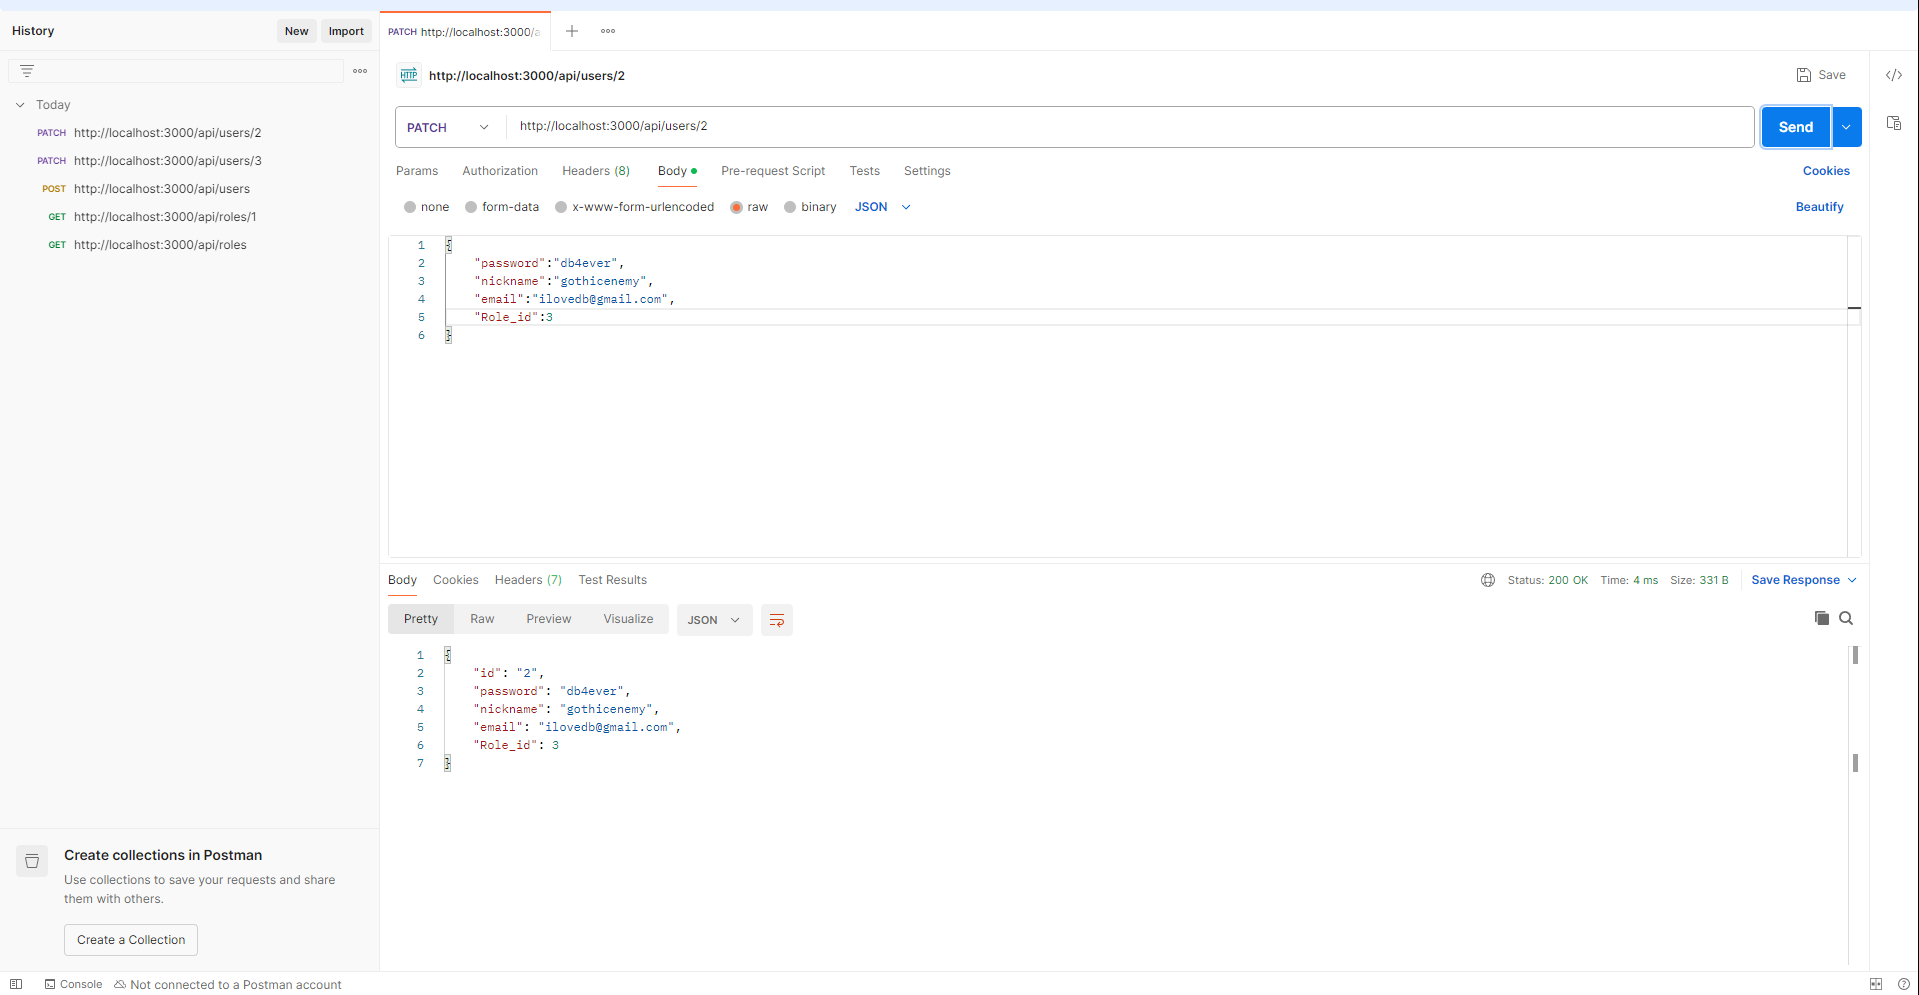 History
New
Import
PATCH http://localhost:3000/a
Today
PATCH http://localhost:3000/api/users/2
PATCH http://localhost:3000/api/users/3
POST http://localhost:3000/api/users
GET http://localhost:3000/api/roles/1
GET http://localhost:3000/api/roles
Create collections in Postman
Use collections to save your requests and share
them with others.
Create a Collection
HTTP http://localhost:3000/api/users/2
Save
</>
PATCH http://localhost:3000/api/users/2
Send
Params Authorization Headers (8) Body Pre-request Script Tests Settings
Cookies
none form-data x-www-form-urlencoded raw binary JSON
Beautify
1 {
2 "password":"db4ever",
3 "nickname":"gothicenemy",
4 "email":"ilovedb@gmail.com",
5 "Role_id":3
6 }
Body Cookies Headers (7) Test Results
Status: 200 OK Time: 4 ms Size: 331 B
Save Response
Pretty Raw Preview Visualize JSON
1 {
2 "id": "2",
3 "password": "db4ever",
4 "nickname": "gothicenemy",
5 "email": "ilovedb@gmail.com",
6 "Role_id": 3
7 }
Console Not connected to a Postman account